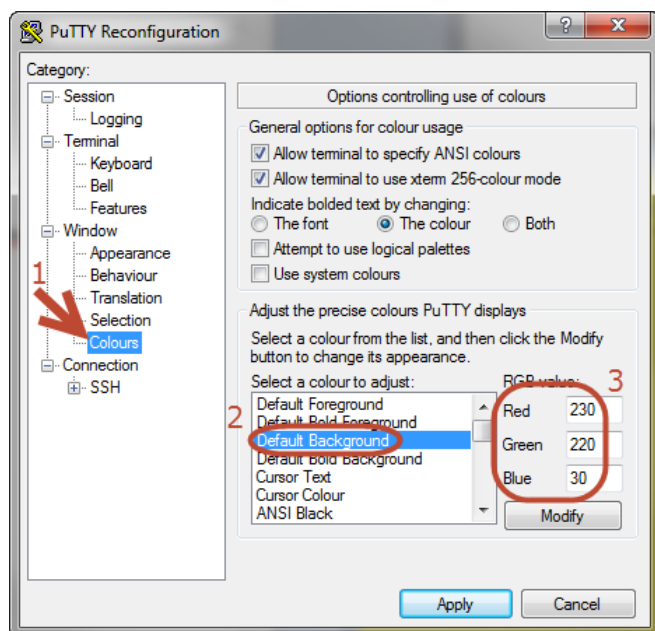 PuTTY Reconfiguration
?
Category:
Session
Logging
Terminal
Keyboard
Bell
Features
Window
Appearance
Behaviour
Translation
Selection
Colours
Connection
SSH
1
Options controlling use of colours
General options for colour usage
Allow terminal to specify ANSI colours
Allow terminal to use xterm 256-colour mode
Indicate bolded text by changing:
The font The colour Both
Attempt to use logical palettes
Use system colours
Adjust the precise colours PuTTY displays
Select a colour from the list, and then click the Modify
button to change its appearance.
Select a colour to adjust: RGB value: 3
2
Default Foreground
Default Bold Foreground
Default Background
Default Bold Background
Cursor Text
Cursor Colour
ANSI Black
Red 230
Green 220
Blue 30
Modify
Apply Cancel